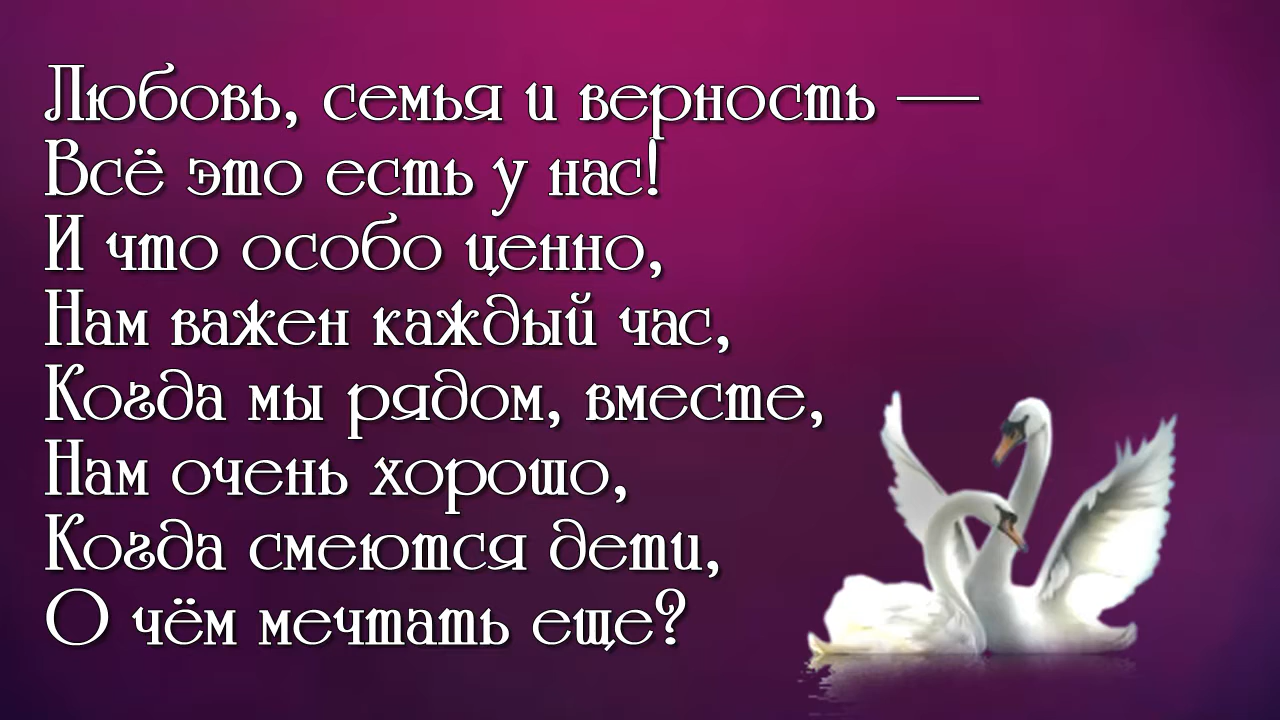 Любовь, семья и верность —
Всё это есть у нас!
И что особо ценно,
Нам важен каждый час,
Когда мы рядом, вместе,
Нам очень хорошо,
Когда смеются дети,
О чём мечтать еще?